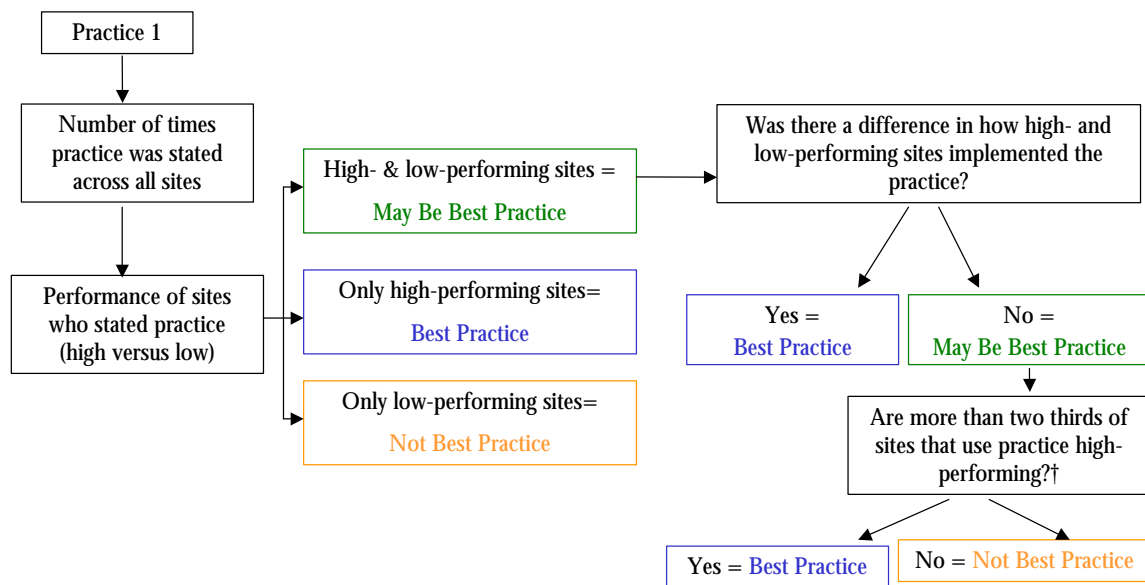 Practice 1
Number of times
practice was stated
across all sites
Performance of sites
who stated practice
(high versus low)
High- & low-performing sites =
May Be Best Practice
Only high-performing sites=
Best Practice
Only low-performing sites=
Not Best Practice
Was there a difference in how high- and
low-performing sites implemented the
practice?
Yes =
Best Practice
No =
May Be Best Practice
Are more than two thirds of
sites that use practice high-
performing?†
Yes = Best Practice
No = Not Best Practice